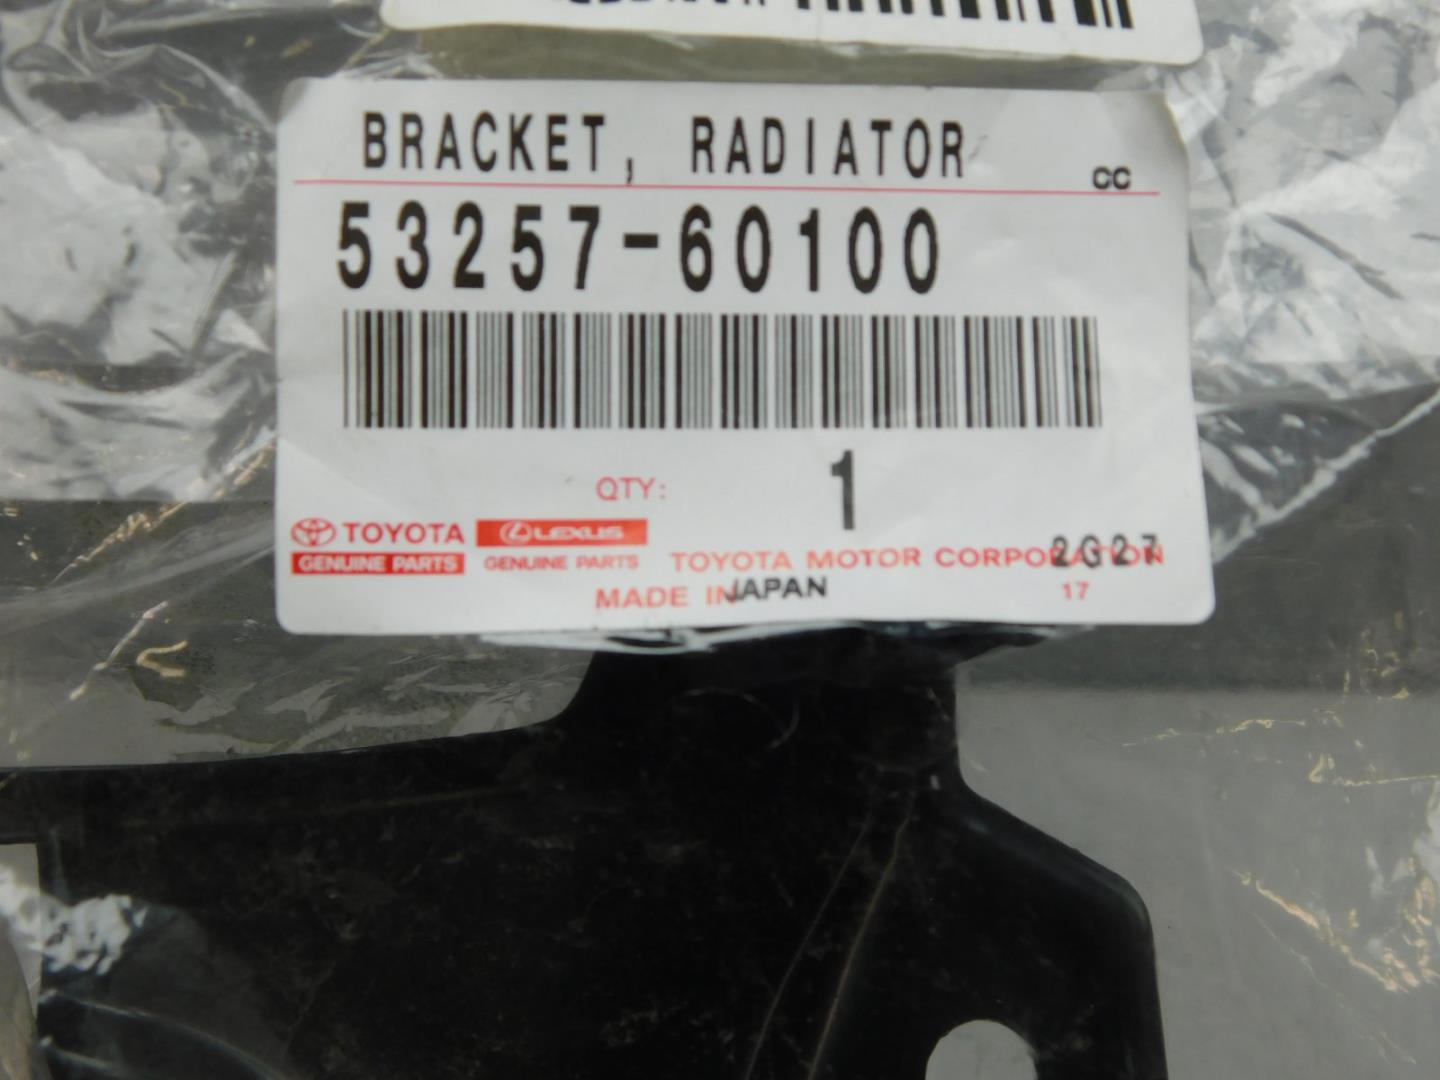 BRACKET, RADIATOR
CC
53257-60100
QTY: 1
TOYOTA LEXUS
GENUINE PARTS GENUINE PARTS TOYOTA MOTOR CORPORATION 2G27
MADE IN JAPAN 17